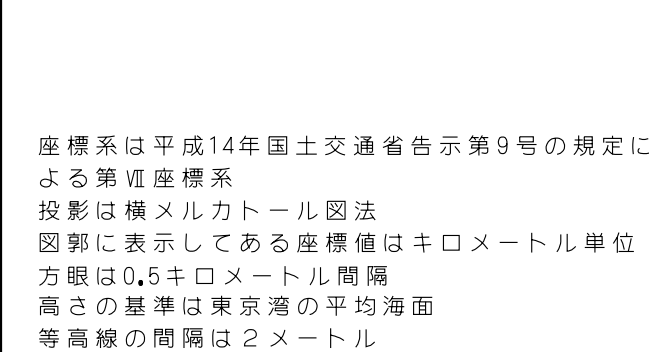 座標系は平成14年国土交通省告示第9号の規定に
よる第Ⅶ座標系
投影は横メルカトール図法
図郭に表示してある座標値はキロメートル単位
方眼は0.5キロメートル間隔
高さの基準は東京湾の平均海面
等高線の間隔は２メートル